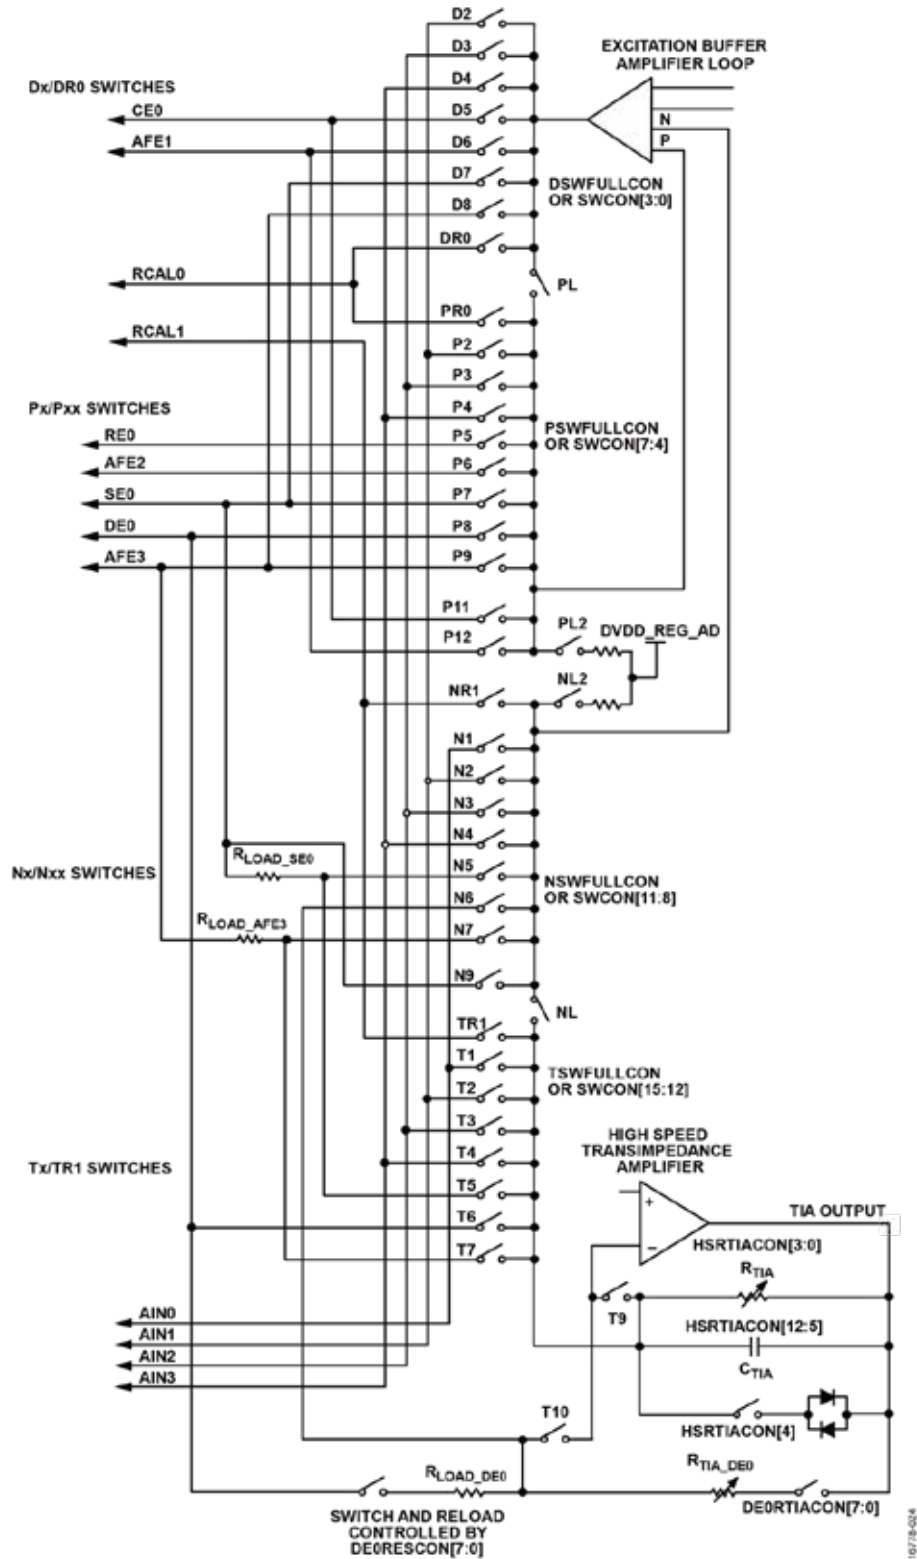 D2
EXCITATION BUFFER
AMPLIFIER LOOP
D3
Dx/DR0 SWITCHES
D4
CE0
D5
N
AFE1
D6
P
D7
DSWFULLCON
OR SWCON[3:0]
D8
DR0
RCAL0
PL
PR0
RCAL1
P2
P3
Px/Pxx SWITCHES
P4
PSWFULLCON
OR SWCON[7:4]
RE0
P5
AFE2
P6
SE0
P7
DE0
P8
AFE3
P9
P11
PL2
DVDD_REG_AD
P12
NL2
NR1
N1
N2
N3
N4
RLOAD_SE0
Nx/Nxx SWITCHES
N5
NSWFULLCON
OR SWCON[11:8]
N6
RLOAD_AFE3
N7
N9
NL
TR1
T1
TSWFULLCON
OR SWCON[15:12]
T2
T3
HIGH SPEED
TRANSIMPEDANCE
AMPLIFIER
T4
Tx/TR1 SWITCHES
T5
+
T6
TIA OUTPUT
T7
−
HSRTIACON[3:0]
RTIA
T9
AIN0
HSRTIACON[12:5]
AIN1
AIN2
CTIA
AIN3
T10
HSRTIACON[4]
RLOAD_DE0
RTIA_DE0
DE0RTIACON[7:0]
SWITCH AND RELOAD
CONTROLLED BY
DE0RESCON[7:0]
16778-024